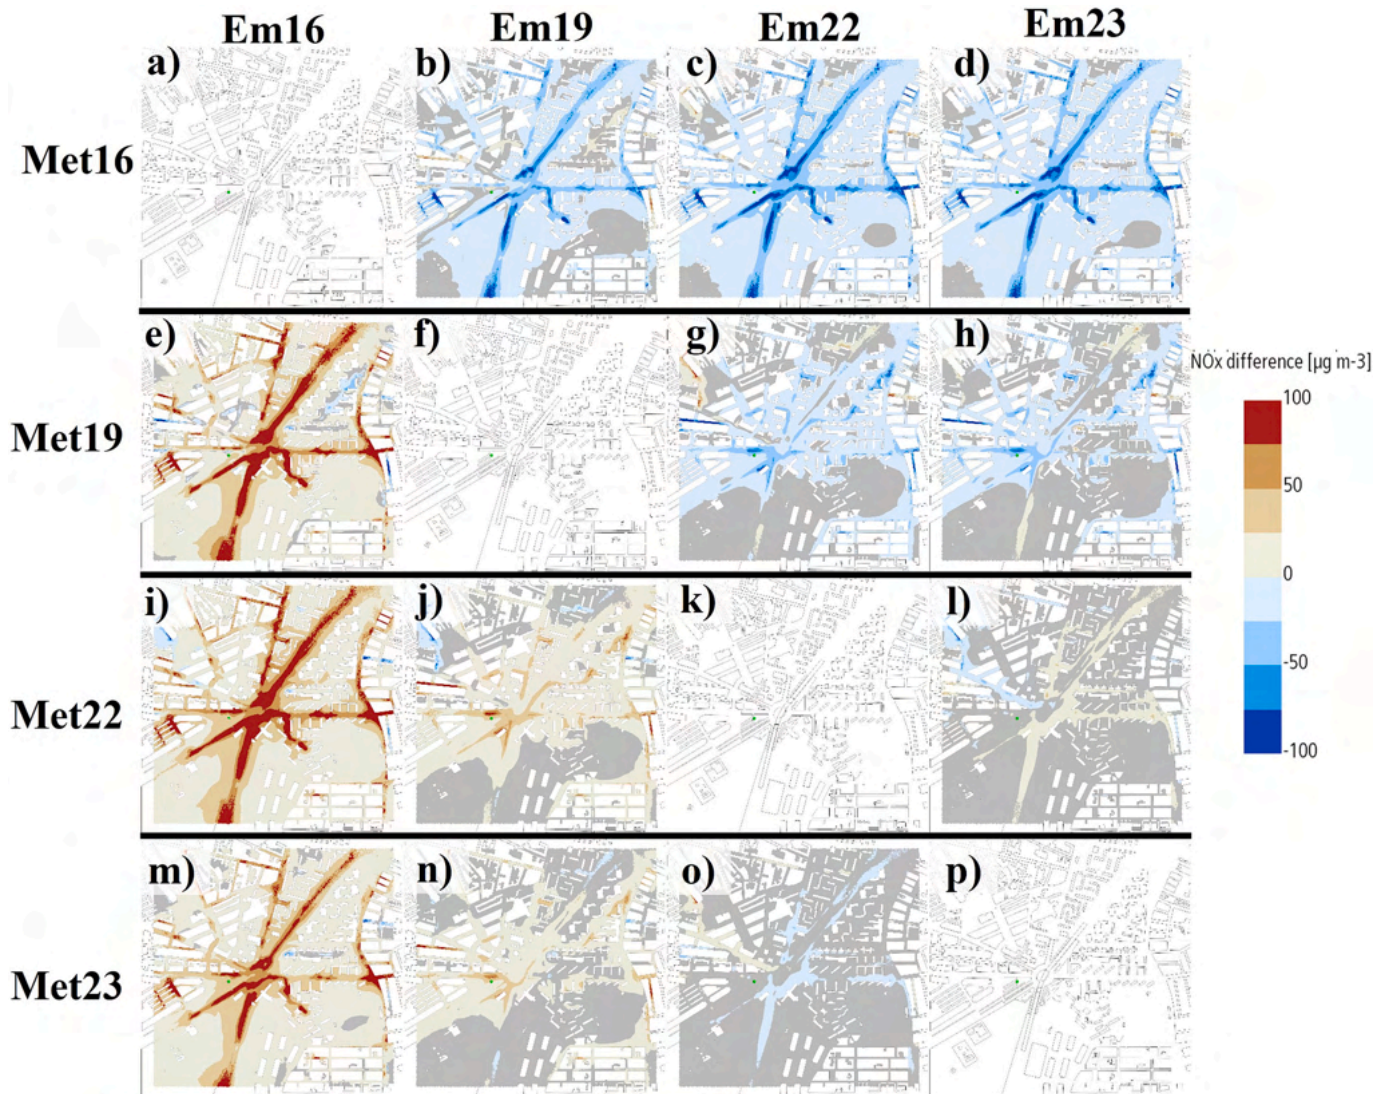 Em16 Em19 Em22 Em23
a) b) c) d)
Met16
e) f) g) h)
Met19
i) j) k) l)
Met22
m) n) o) p)
Met23
NOx difference [µg m-3]
100
50
0
-50
-100